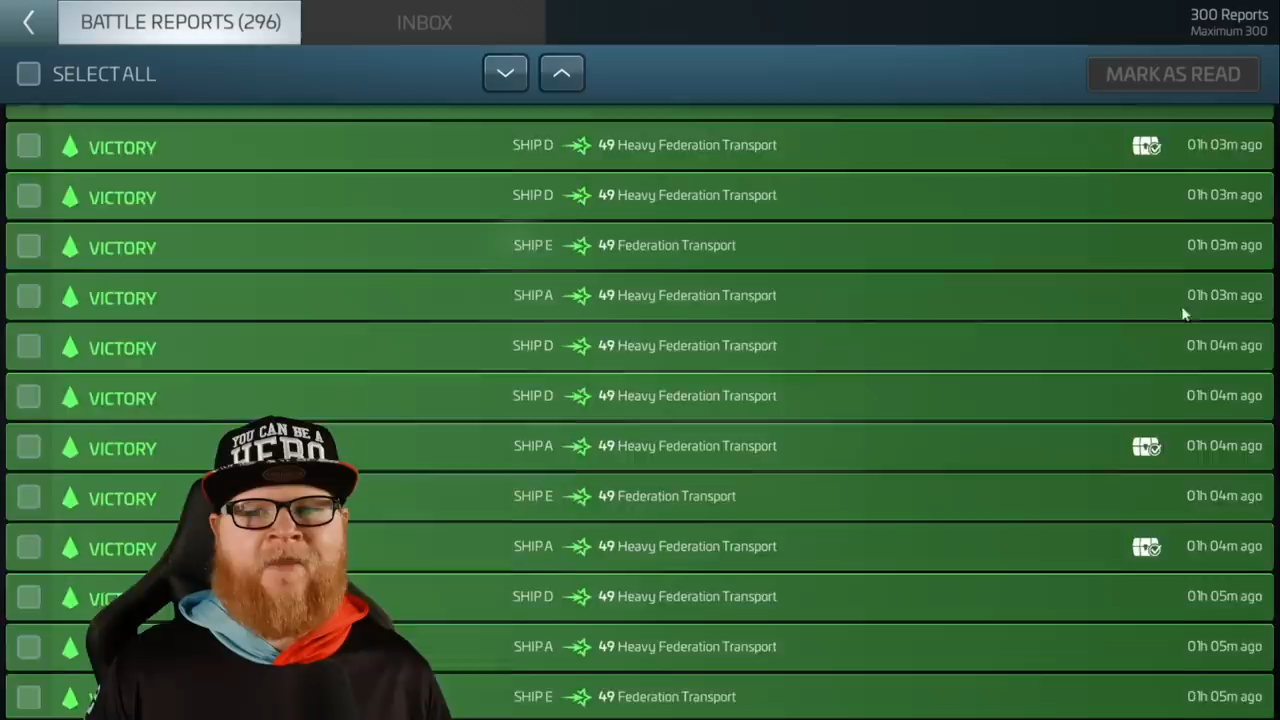 BATTLE REPORTS (296)
INBOX
300 Reports
Maximum 300
SELECT ALL
MARK AS READ
VICTORY SHIP D 49 Heavy Federation Transport 01h 03m ago
VICTORY SHIP D 49 Heavy Federation Transport 01h 03m ago
VICTORY SHIP E 49 Federation Transport 01h 03m ago
VICTORY SHIP A 49 Heavy Federation Transport 01h 03m ago
VICTORY SHIP D 49 Heavy Federation Transport 01h 04m ago
VICTORY SHIP D 49 Heavy Federation Transport 01h 04m ago
VICTORY SHIP A 49 Heavy Federation Transport 01h 04m ago
VICTORY SHIP E 49 Federation Transport 01h 04m ago
VICTORY SHIP A 49 Heavy Federation Transport 01h 04m ago
SHIP D 49 Heavy Federation Transport 01h 05m ago
SHIP A 49 Heavy Federation Transport 01h 05m ago
SHIP E 49 Federation Transport 01h 05m ago
YOU CAN BE A
HERO